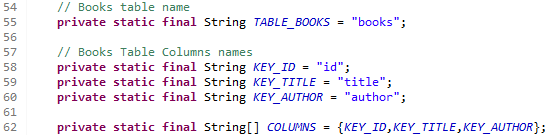 54 // Books table name
55 private static final String TABLE_BOOKS = "books";
56
57 // Books Table Columns names
58 private static final String KEY_ID = "id";
59 private static final String KEY_TITLE = "title";
60 private static final String KEY_AUTHOR = "author";
61
62 private static final String[] COLUMNS = {KEY_ID,KEY_TITLE,KEY_AUTHOR};